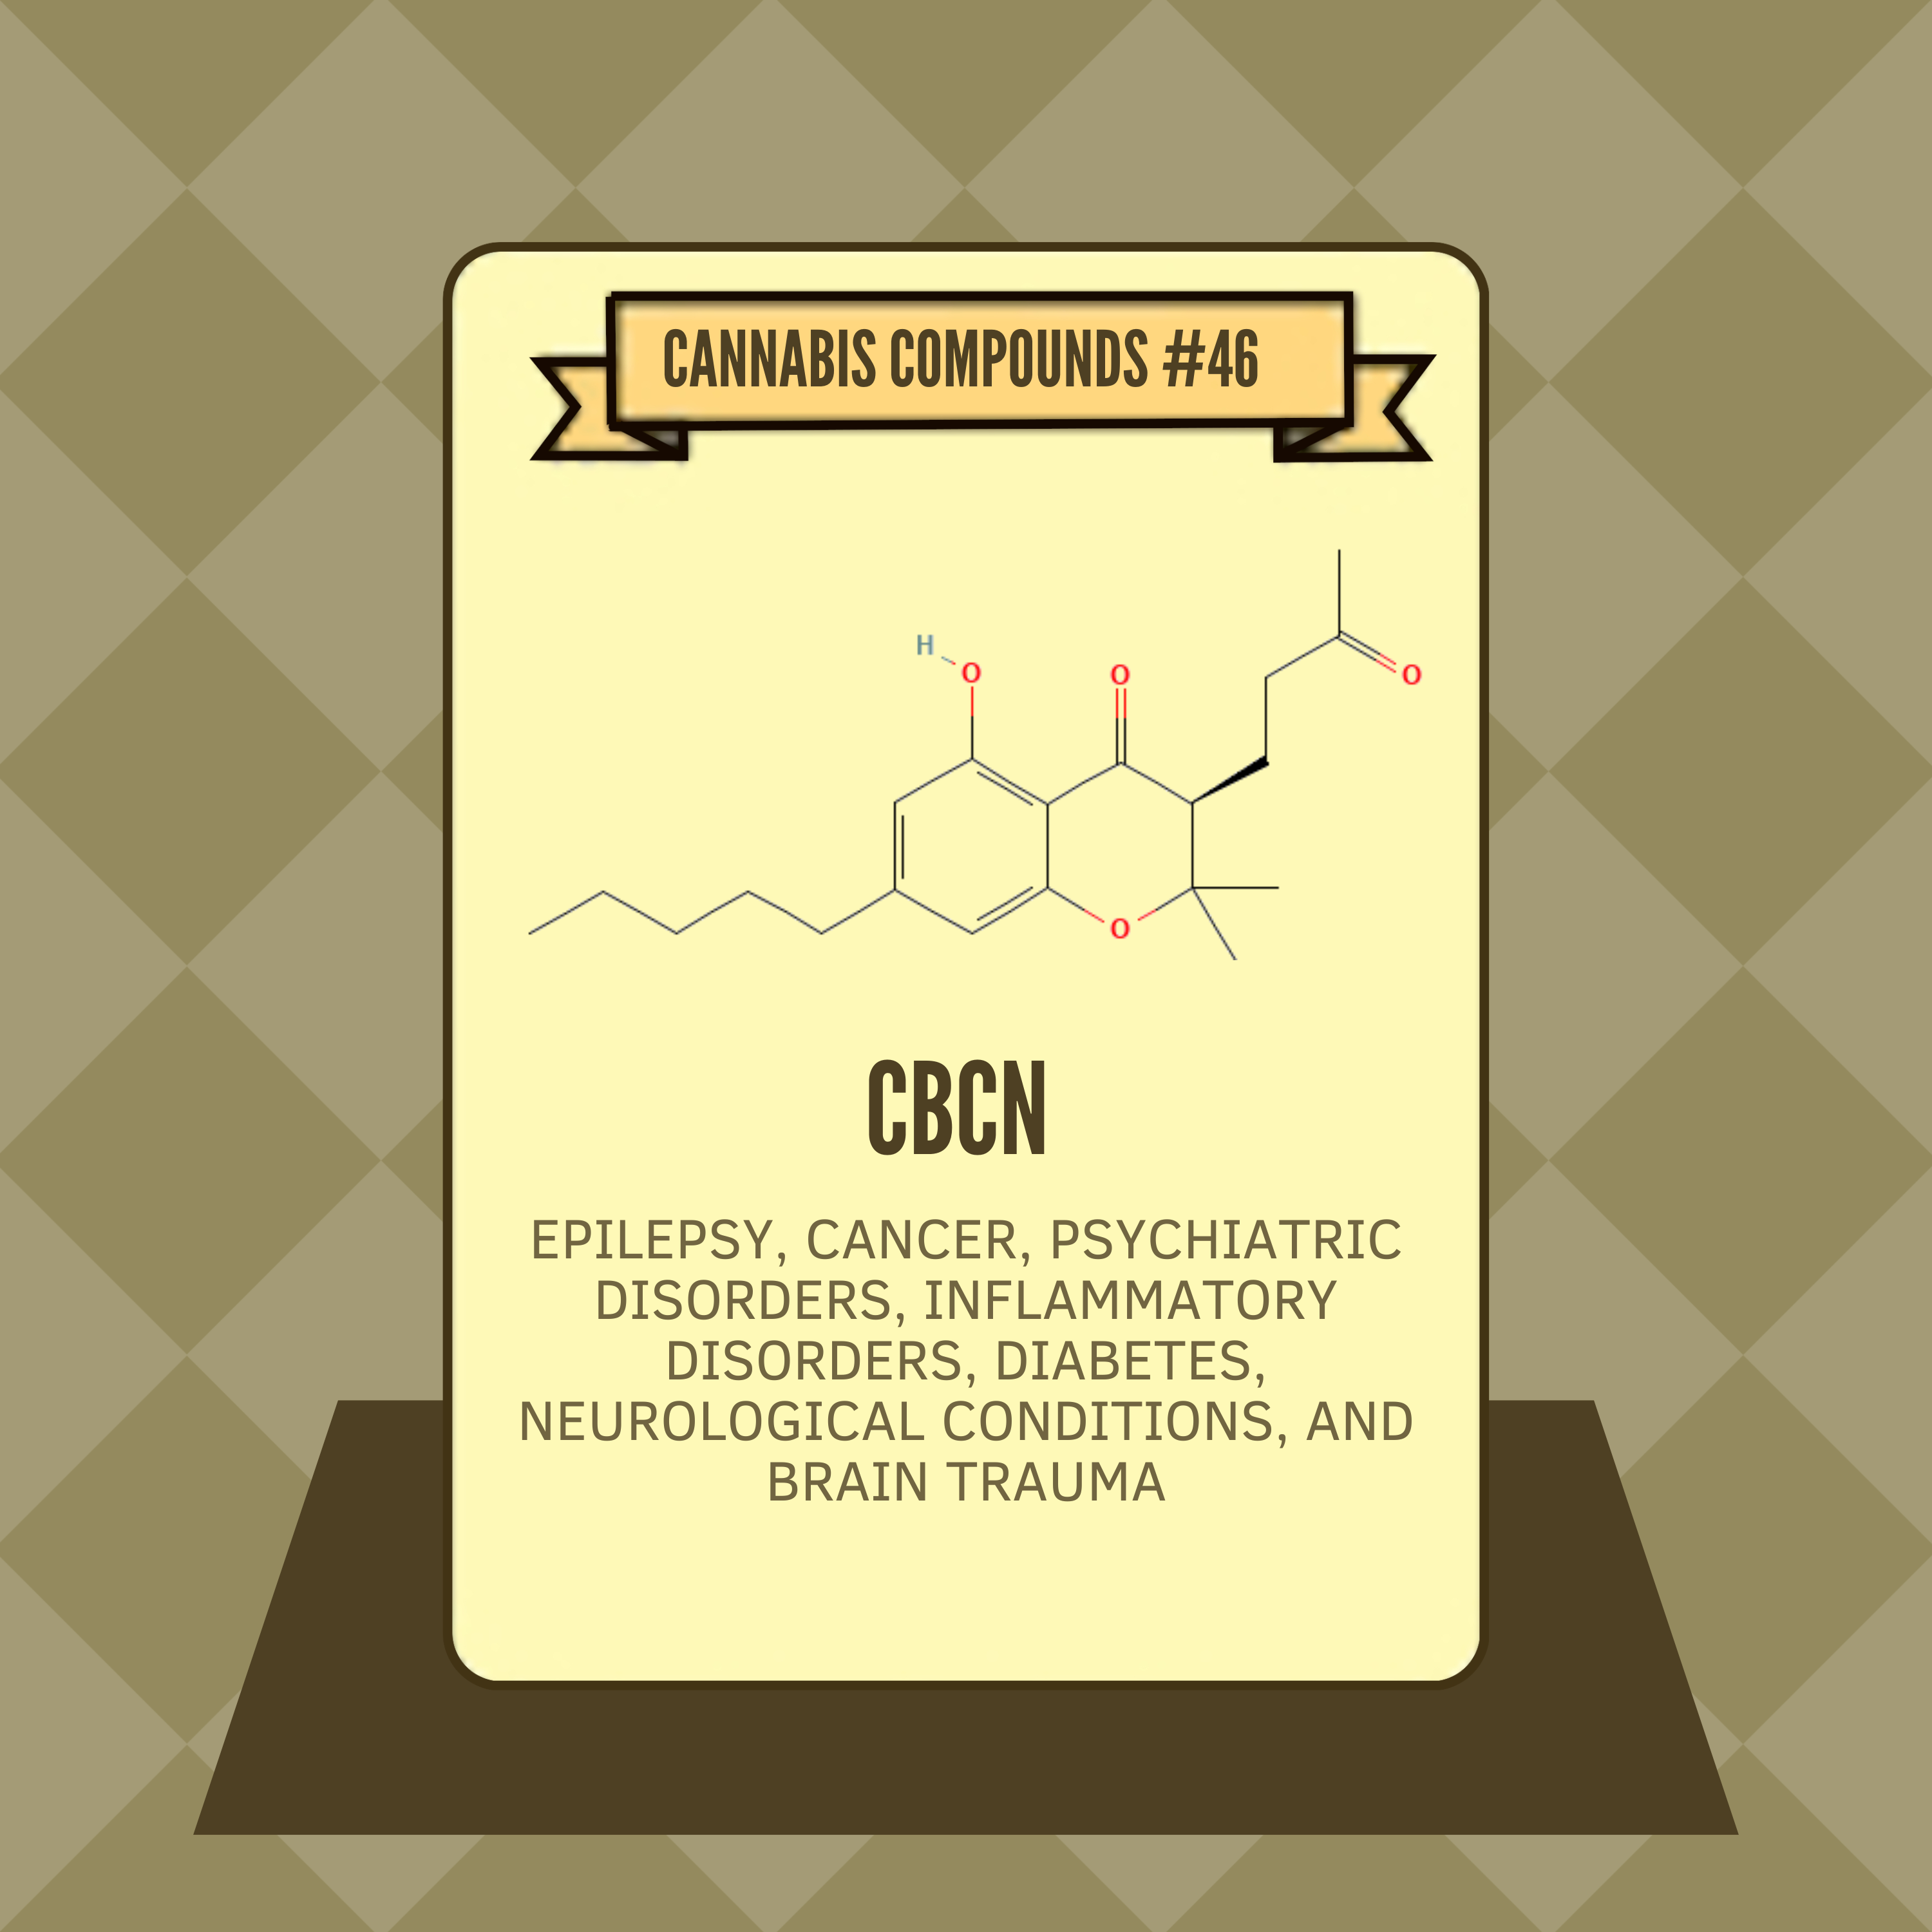 CANNABIS COMPOUNDS #46
H
O
O
O
O
CBCN
EPILEPSY, CANCER, PSYCHIATRIC
DISORDERS, INFLAMMATORY
DISORDERS, DIABETES,
NEUROLOGICAL CONDITIONS, AND
BRAIN TRAUMA